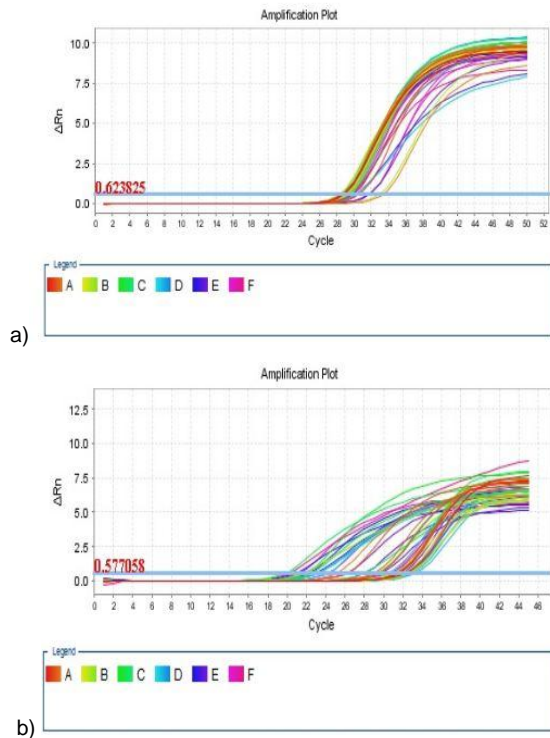 Amplification Plot
10.0
7.5
5.0
2.5
0.0
ΔRn
0.623825
0 2 4 6 8 10 12 14 16 18 20 22 24 26 28 30 32 34 36 38 40 42 44 46 48 50 52
Cycle
Legend
A B C D E F
a)
Amplification Plot
12.5
10.0
7.5
5.0
2.5
0.0
ΔRn
0.577058
0 2 4 6 8 10 12 14 16 18 20 22 24 26 28 30 32 34 36 38 40 42 44 46
Cycle
Legend
A B C D E F
b)